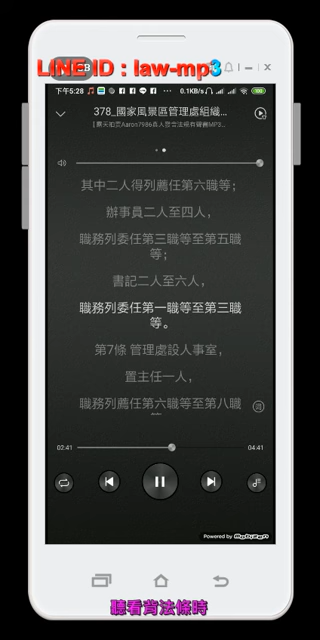 LINE ID：law-mp3
下午5:28
0.1KB/s
378_國家風景區管理處組織...
其中二人得列薦任第六職等；
辦事員二人至四人，
職務列委任第三職等至第五職
等；
書記二人至六人，
職務列委任第一職等至第三職
等。
第7條 管理處設人事室，
置主任一人，
職務列薦任第六職等至第八職
02:41
04:41
Powered by
聽看背法條時